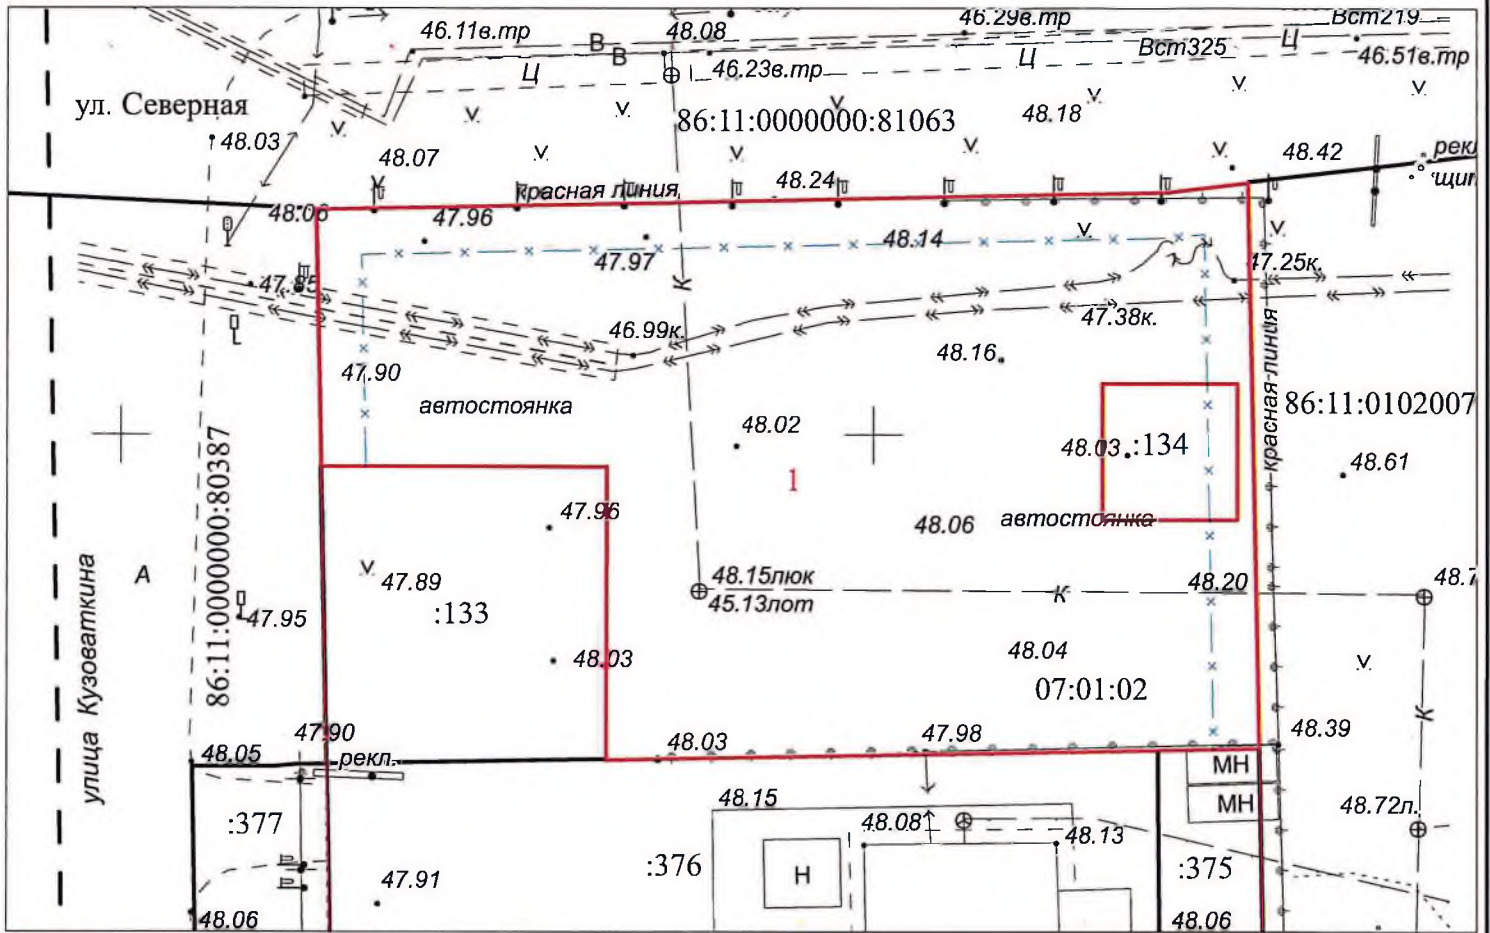 46.11в.тр
48.08
46.29в.тр
Вст219
В
В
Ц
46.23в.тр
Ц
Вст325
Ц
46.51в.тр
ул. Северная
86:11:0000000:81063
48.18
48.03
48.07
48.42
рекл
щит
красная линия
48.24
48.06
47.96
48.14
47.97
47.25к.
47.85
К
46.99к.
47.38к.
48.16
47.90
автостоянка
красная линия
86:11:0102007
48.02
48.03
:134
48.61
1
47.96
48.06
автостоянка
86:11:0000000:80387
улица Кузоваткина
А
47.89
:133
48.15люк
45.13лот
К
48.20
48.7
47.95
48.03
48.04
07:01:02
47.90
48.03
47.98
48.39
К
48.05
рекл.
МН
МН
48.15
48.72л.
:377
48.08
48.13
:376
Н
:375
47.91
48.06
48.06